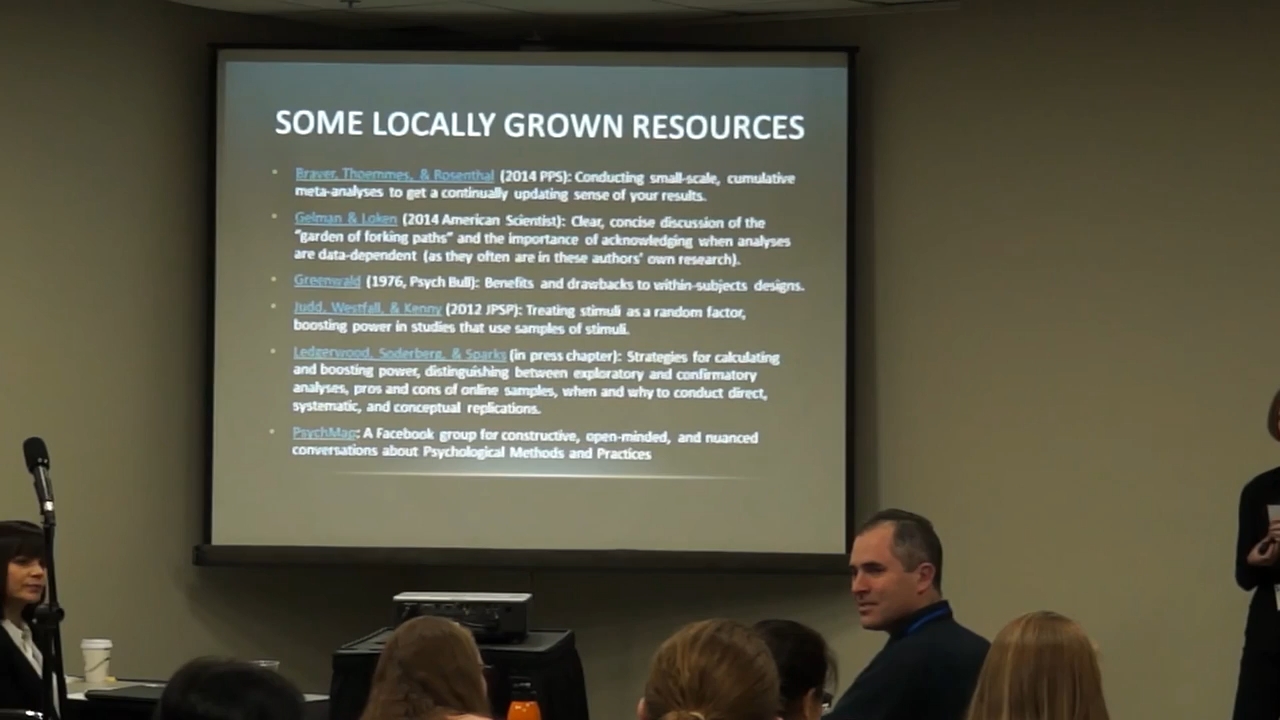 SOME LOCALLY GROWN RESOURCES
• Braver, Thoemmes, & Rosenthal (2014 PPS): Conducting small-scale, cumulative
meta-analyses to get a continually updating sense of your results.
• Gelman & Loken (2014 American Scientist): Clear, concise discussion of the
"garden of forking paths" and the importance of acknowledging when analyses
are data-dependent (as they often are in these authors' own research).
• Greenwald (1976, Psych Bull): Benefits and drawbacks to within-subjects designs.
• Judd, Westfall, & Kenny (2012 JPSP): Treating stimuli as a random factor,
boosting power in studies that use samples of stimuli.
• Ledgerwood, Soderberg, & Sparks (in press chapter): Strategies for calculating
and boosting power, distinguishing between exploratory and confirmatory
analyses, pros and cons of online samples, when and why to conduct direct,
systematic, and conceptual replications.
• PsychMap: A Facebook group for constructive, open-minded, and nuanced
conversations about Psychological Methods and Practices